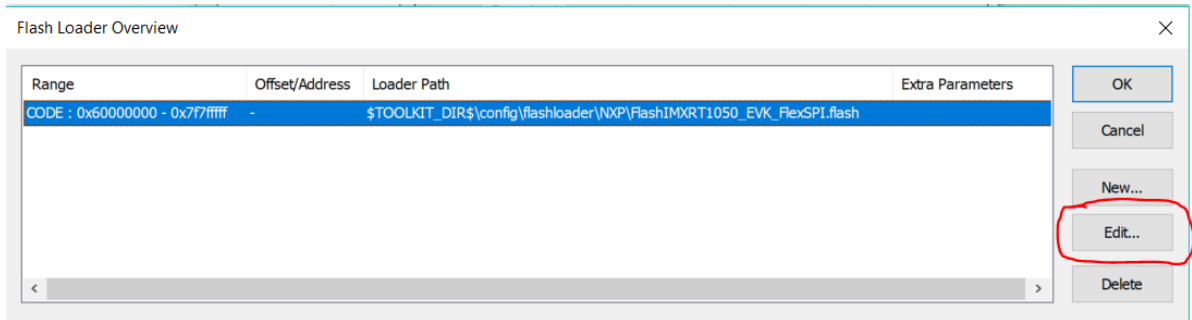 Flash Loader Overview
Range Offset/Address Loader Path Extra Parameters
CODE : 0x60000000 - 0x7f7fffff - $TOOLKIT_DIR$\config\flashloader\NXP\FlashIMXRT1050_EVK_FlexSPI.flash
OK
Cancel
New...
Edit...
Delete